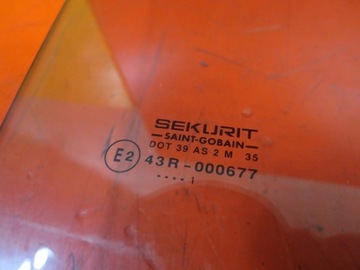 SEKURIT
SAINT-GOBAIN
DOT 39 AS 2 M 35
E2 43R-000677
..... ı